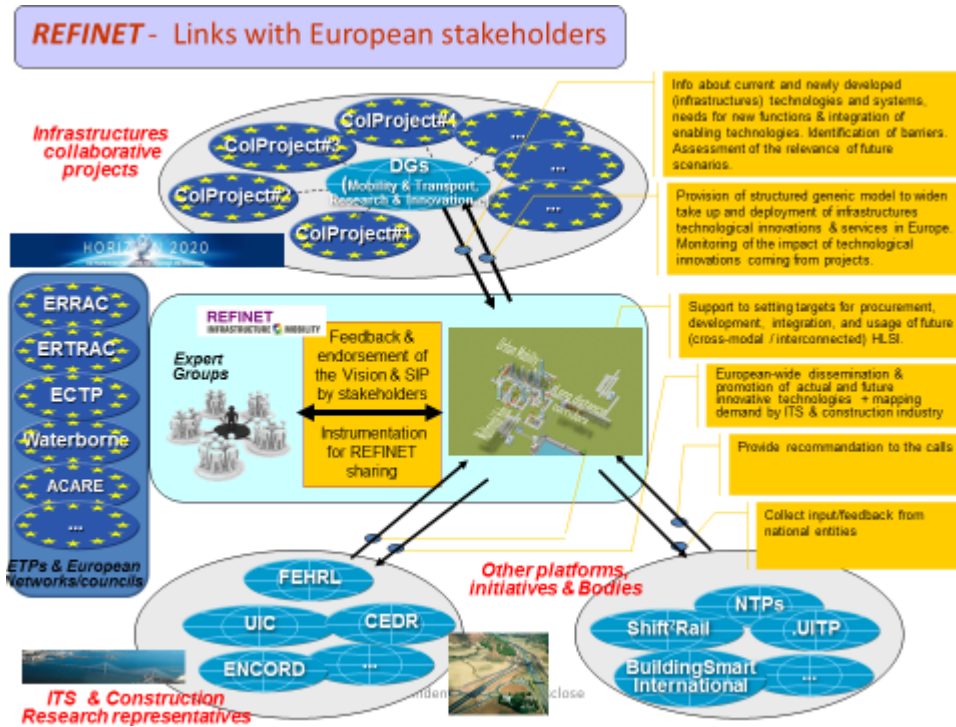 REFINET - Links with European stakeholders
Infrastructures
collaborative
projects
ColProject#4
ColProject#3
ColProject#2
ColProject#1
...
...
...
DGs
(Mobility & Transport,
Research & Innovation
HORIZON 2020
Info about current and newly developed
(infrastructures) technologies and systems,
needs for new functions & integration of
enabling technologies. Identification of barriers.
Assessment of the relevance of future
scenarios.
Provision of structured generic model to widen
take up and deployment of infrastructures
technological innovations & services in Europe.
Monitoring of the impact of technological
innovations coming from projects.
Support to setting targets for procurement,
development, integration, and usage of future
(cross-modal / interconnected) HLSI.
European-wide dissemination &
promotion of actual and future
innovative technologies + mapping
demand by ITS & construction industry
Provide recommandation to the calls
Collect input/feedback from
national entities
ERRAC
ERTRAC
ECTP
Waterborne
ACARE
...
ETPs & European
Networks/councils
REFINET
INFRASTRUCTURE MOBILITY
Expert
Groups
Feedback &
endorsement of
the Vision & SIP
by stakeholders
Instrumentation
for REFINET
sharing
Urban Mobility
FEHRL
UIC
CEDR
ENCORD
...
ITS & Construction
Research representatives
Other platforms,
initiatives & Bodies
NTPs
Shift²Rail
.UITP
BuildingSmart
International
...
close